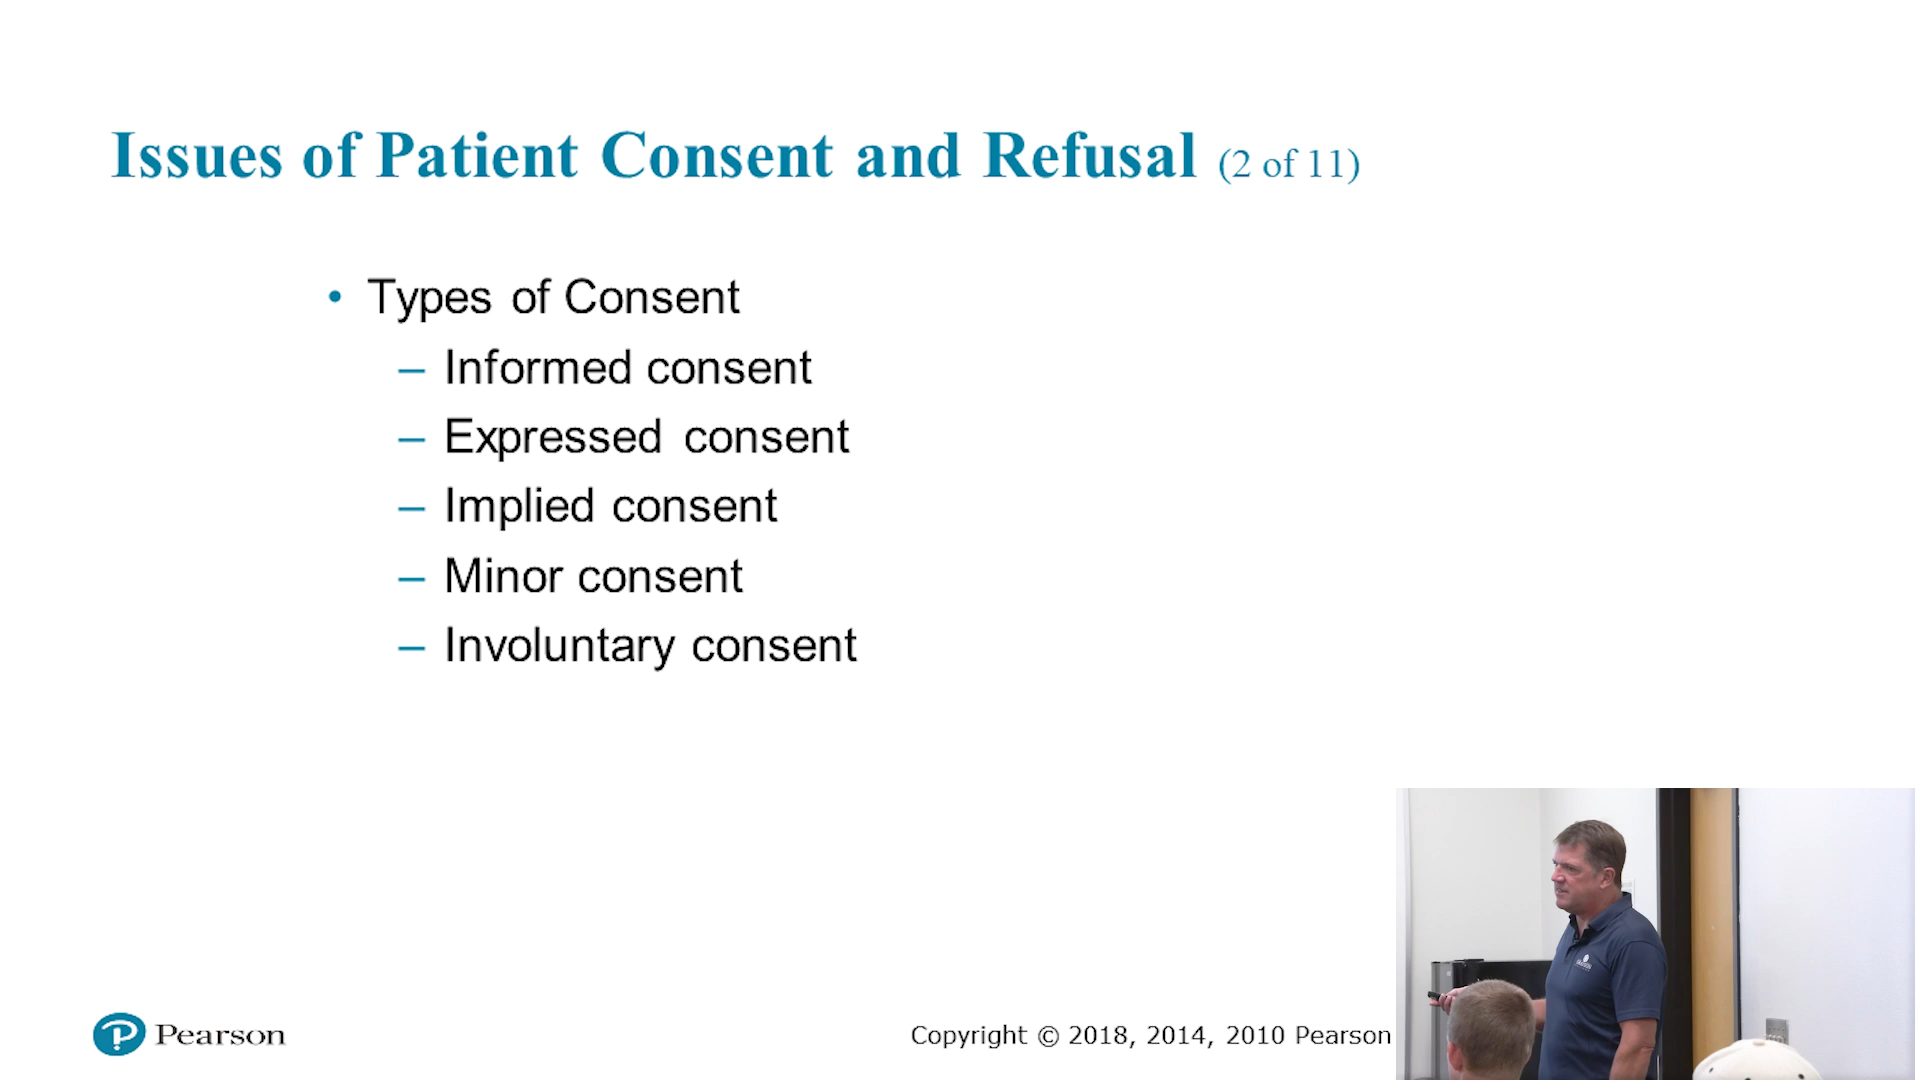 Issues of Patient Consent and Refusal (2 of 11)
• Types of Consent
– Informed consent
– Expressed consent
– Implied consent
– Minor consent
– Involuntary consent
Pearson
Copyright © 2018, 2014, 2010 Pearson